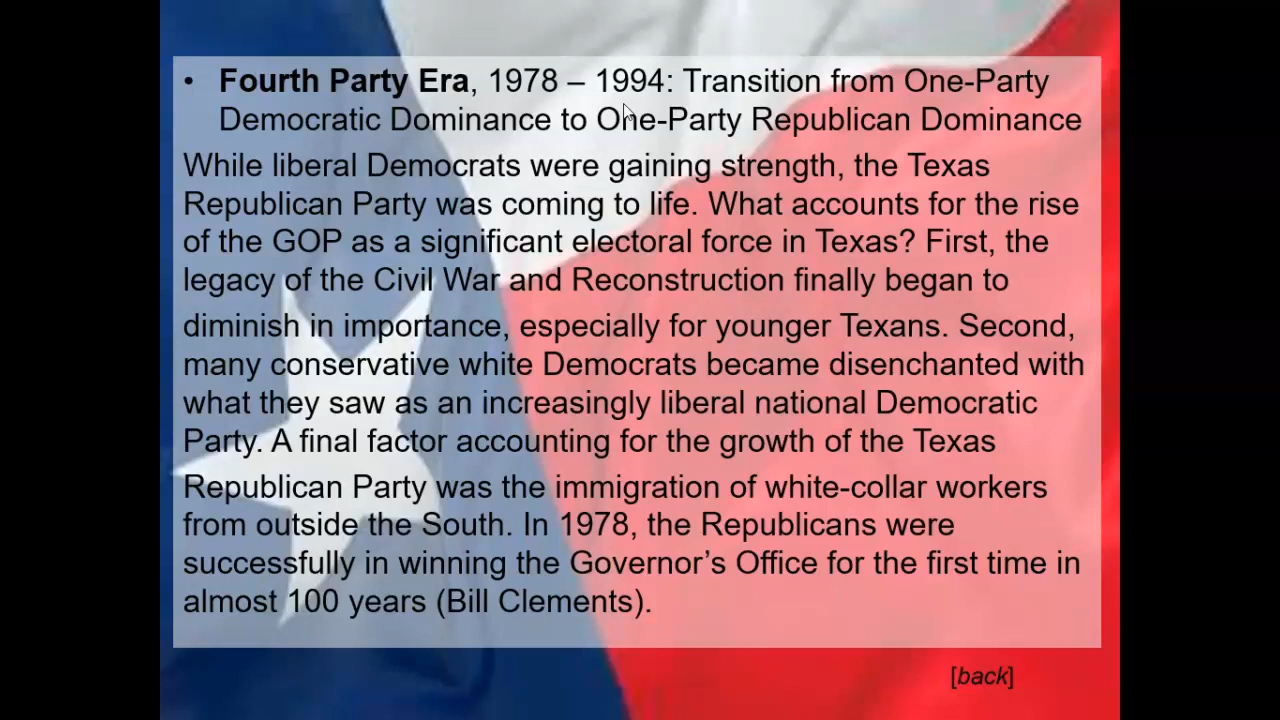 • Fourth Party Era, 1978 – 1994: Transition from One-Party
Democratic Dominance to One-Party Republican Dominance
While liberal Democrats were gaining strength, the Texas
Republican Party was coming to life. What accounts for the rise
of the GOP as a significant electoral force in Texas? First, the
legacy of the Civil War and Reconstruction finally began to
diminish in importance, especially for younger Texans. Second,
many conservative white Democrats became disenchanted with
what they saw as an increasingly liberal national Democratic
Party. A final factor accounting for the growth of the Texas
Republican Party was the immigration of white-collar workers
from outside the South. In 1978, the Republicans were
successfully in winning the Governor’s Office for the first time in
almost 100 years (Bill Clements).
[back]